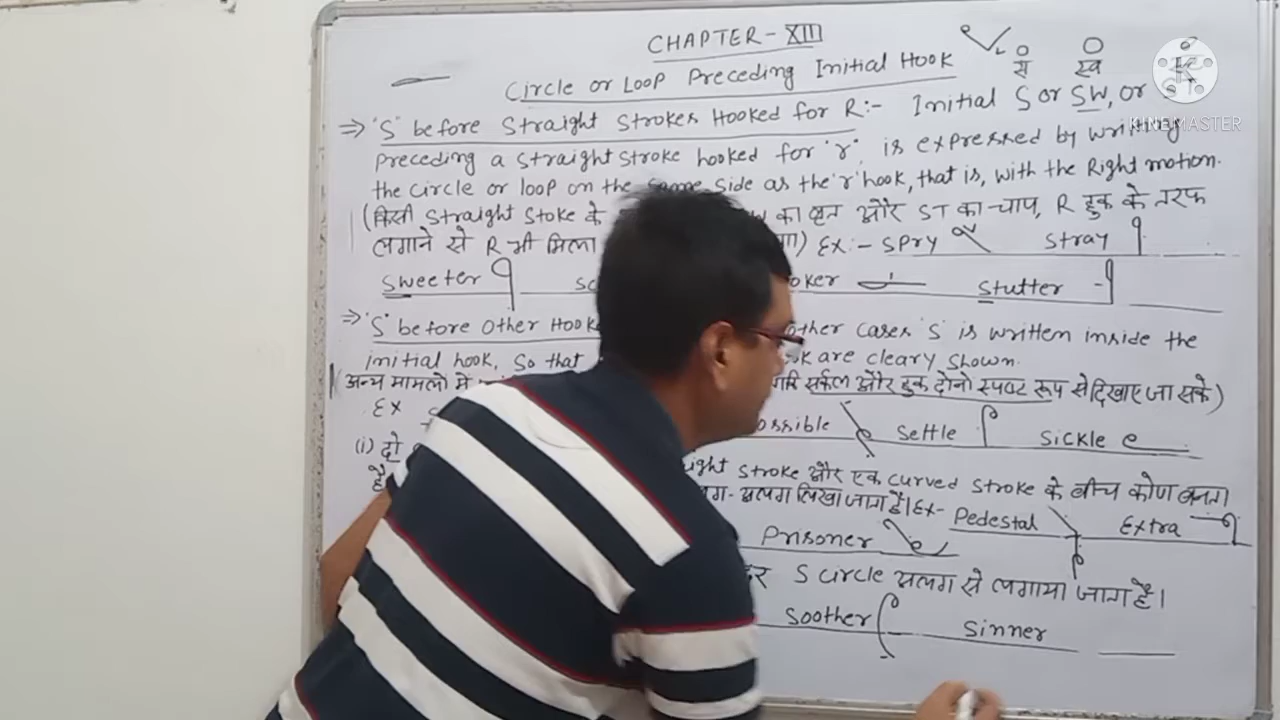 CHAPTER - XIII
Circle or Loop Preceding Initial Hook
स स्व
KINEMASTER
⇒ "S" before Straight Strokes Hooked for R:- Initial S or SW, or ST
Preceding a straight stroke hooked for "r", is expressed by writing
the circle or loop on the same side as the 'r' hook, that is, with the Right motion.
(किसी Straight Stoke के का वृत और ST का चाप, R हुक के तरफ
लगाने से R भी मिला Ex:- Spry Stray
Sweeter Stutter
⇒ "S" before Other Hook other cases "S" is written inside the
initial hook, so that are cleary shown.
अन्य मामलो में सर्कल और हुक दोनो स्पष्ट रूप से दिखाए जा सके)
Ex Settle Sickle
(i) दो Stroke और एक curved Stroke के बीच कोण बनता
है लिखा जाता है। Ex- Pedestal Extra
Prisoner
S circle अलग से लगाया जाता है।
Soother Sinner